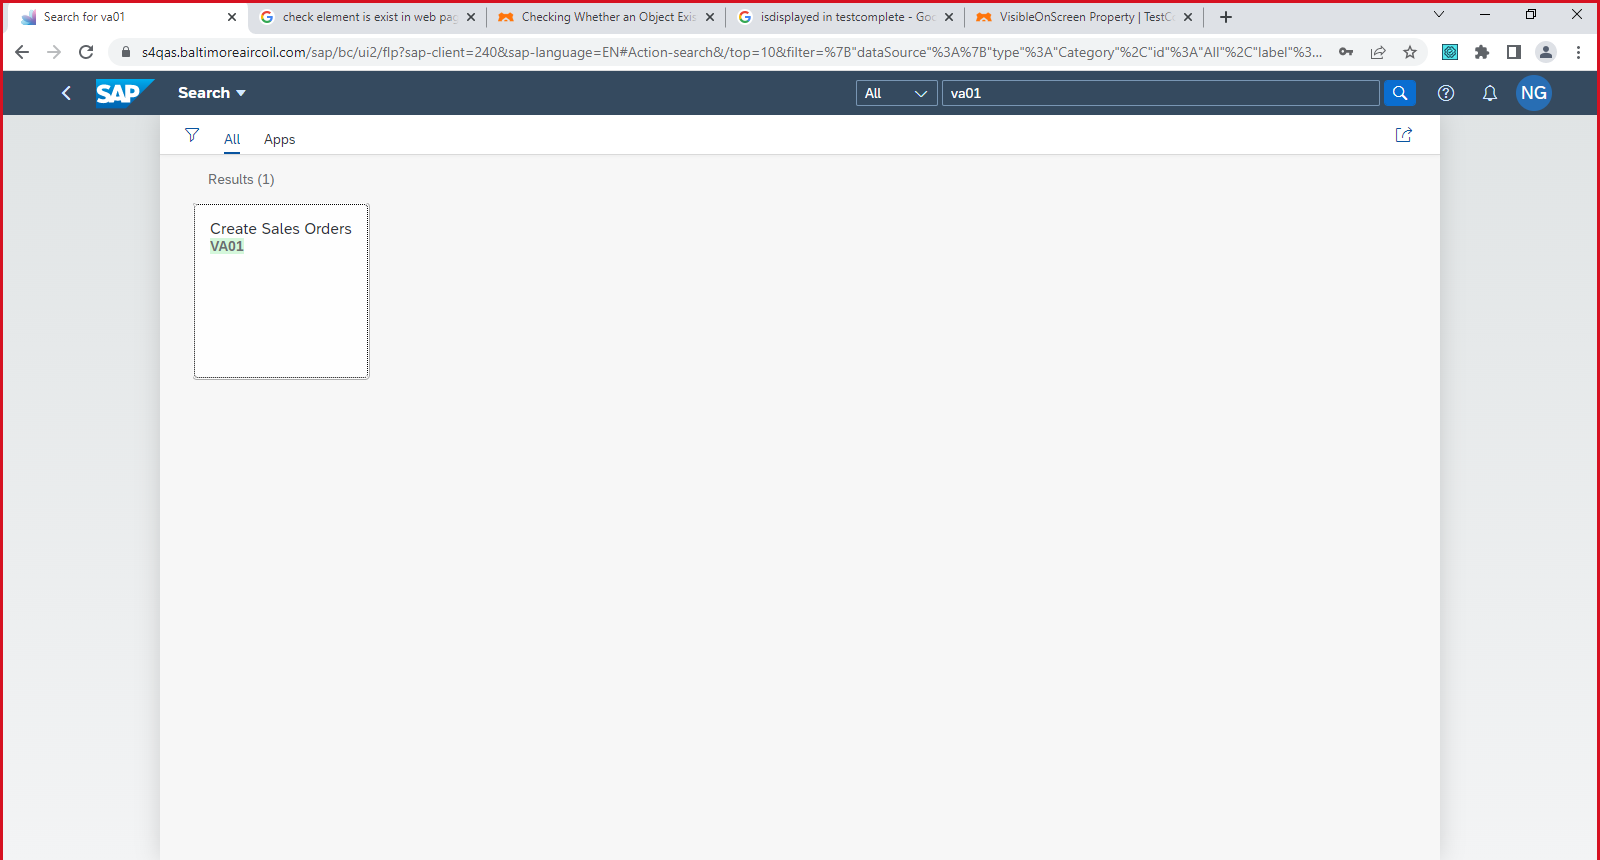 Search for va01
check element is exist in web pag
Checking Whether an Object Exis
isdisplayed in testcomplete - Goo
VisibleOnScreen Property | TestCo
s4qas.baltimoreaircoil.com/sap/bc/ui2/flp?sap-client=240&sap-language=EN#Action-search&/top=10&filter=%7B"dataSource"%3A%7B"type"%3A"Category"%2C"id"%3A"All"%2C"label"%3...
SAP
Search
All
va01
NG
All
Apps
Results (1)
Create Sales Orders
VA01